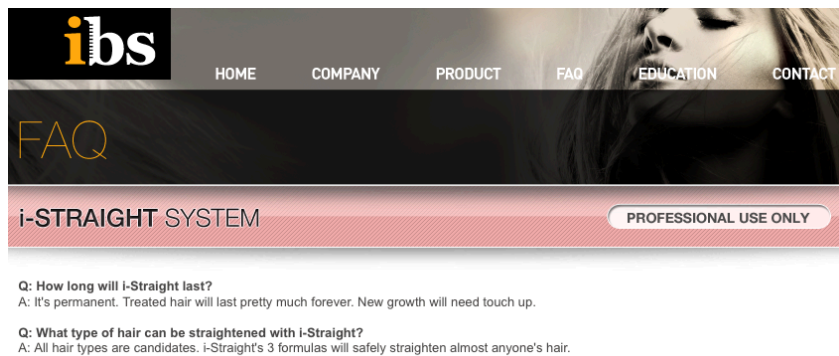 ibs
HOME COMPANY PRODUCT FAQ EDUCATION CONTACT
FAQ
i-STRAIGHT SYSTEM PROFESSIONAL USE ONLY
Q: How long will i-Straight last?
A: It's permanent. Treated hair will last pretty much forever. New growth will need touch up.
Q: What type of hair can be straightened with i-Straight?
A: All hair types are candidates. i-Straight's 3 formulas will safely straighten almost anyone's hair.